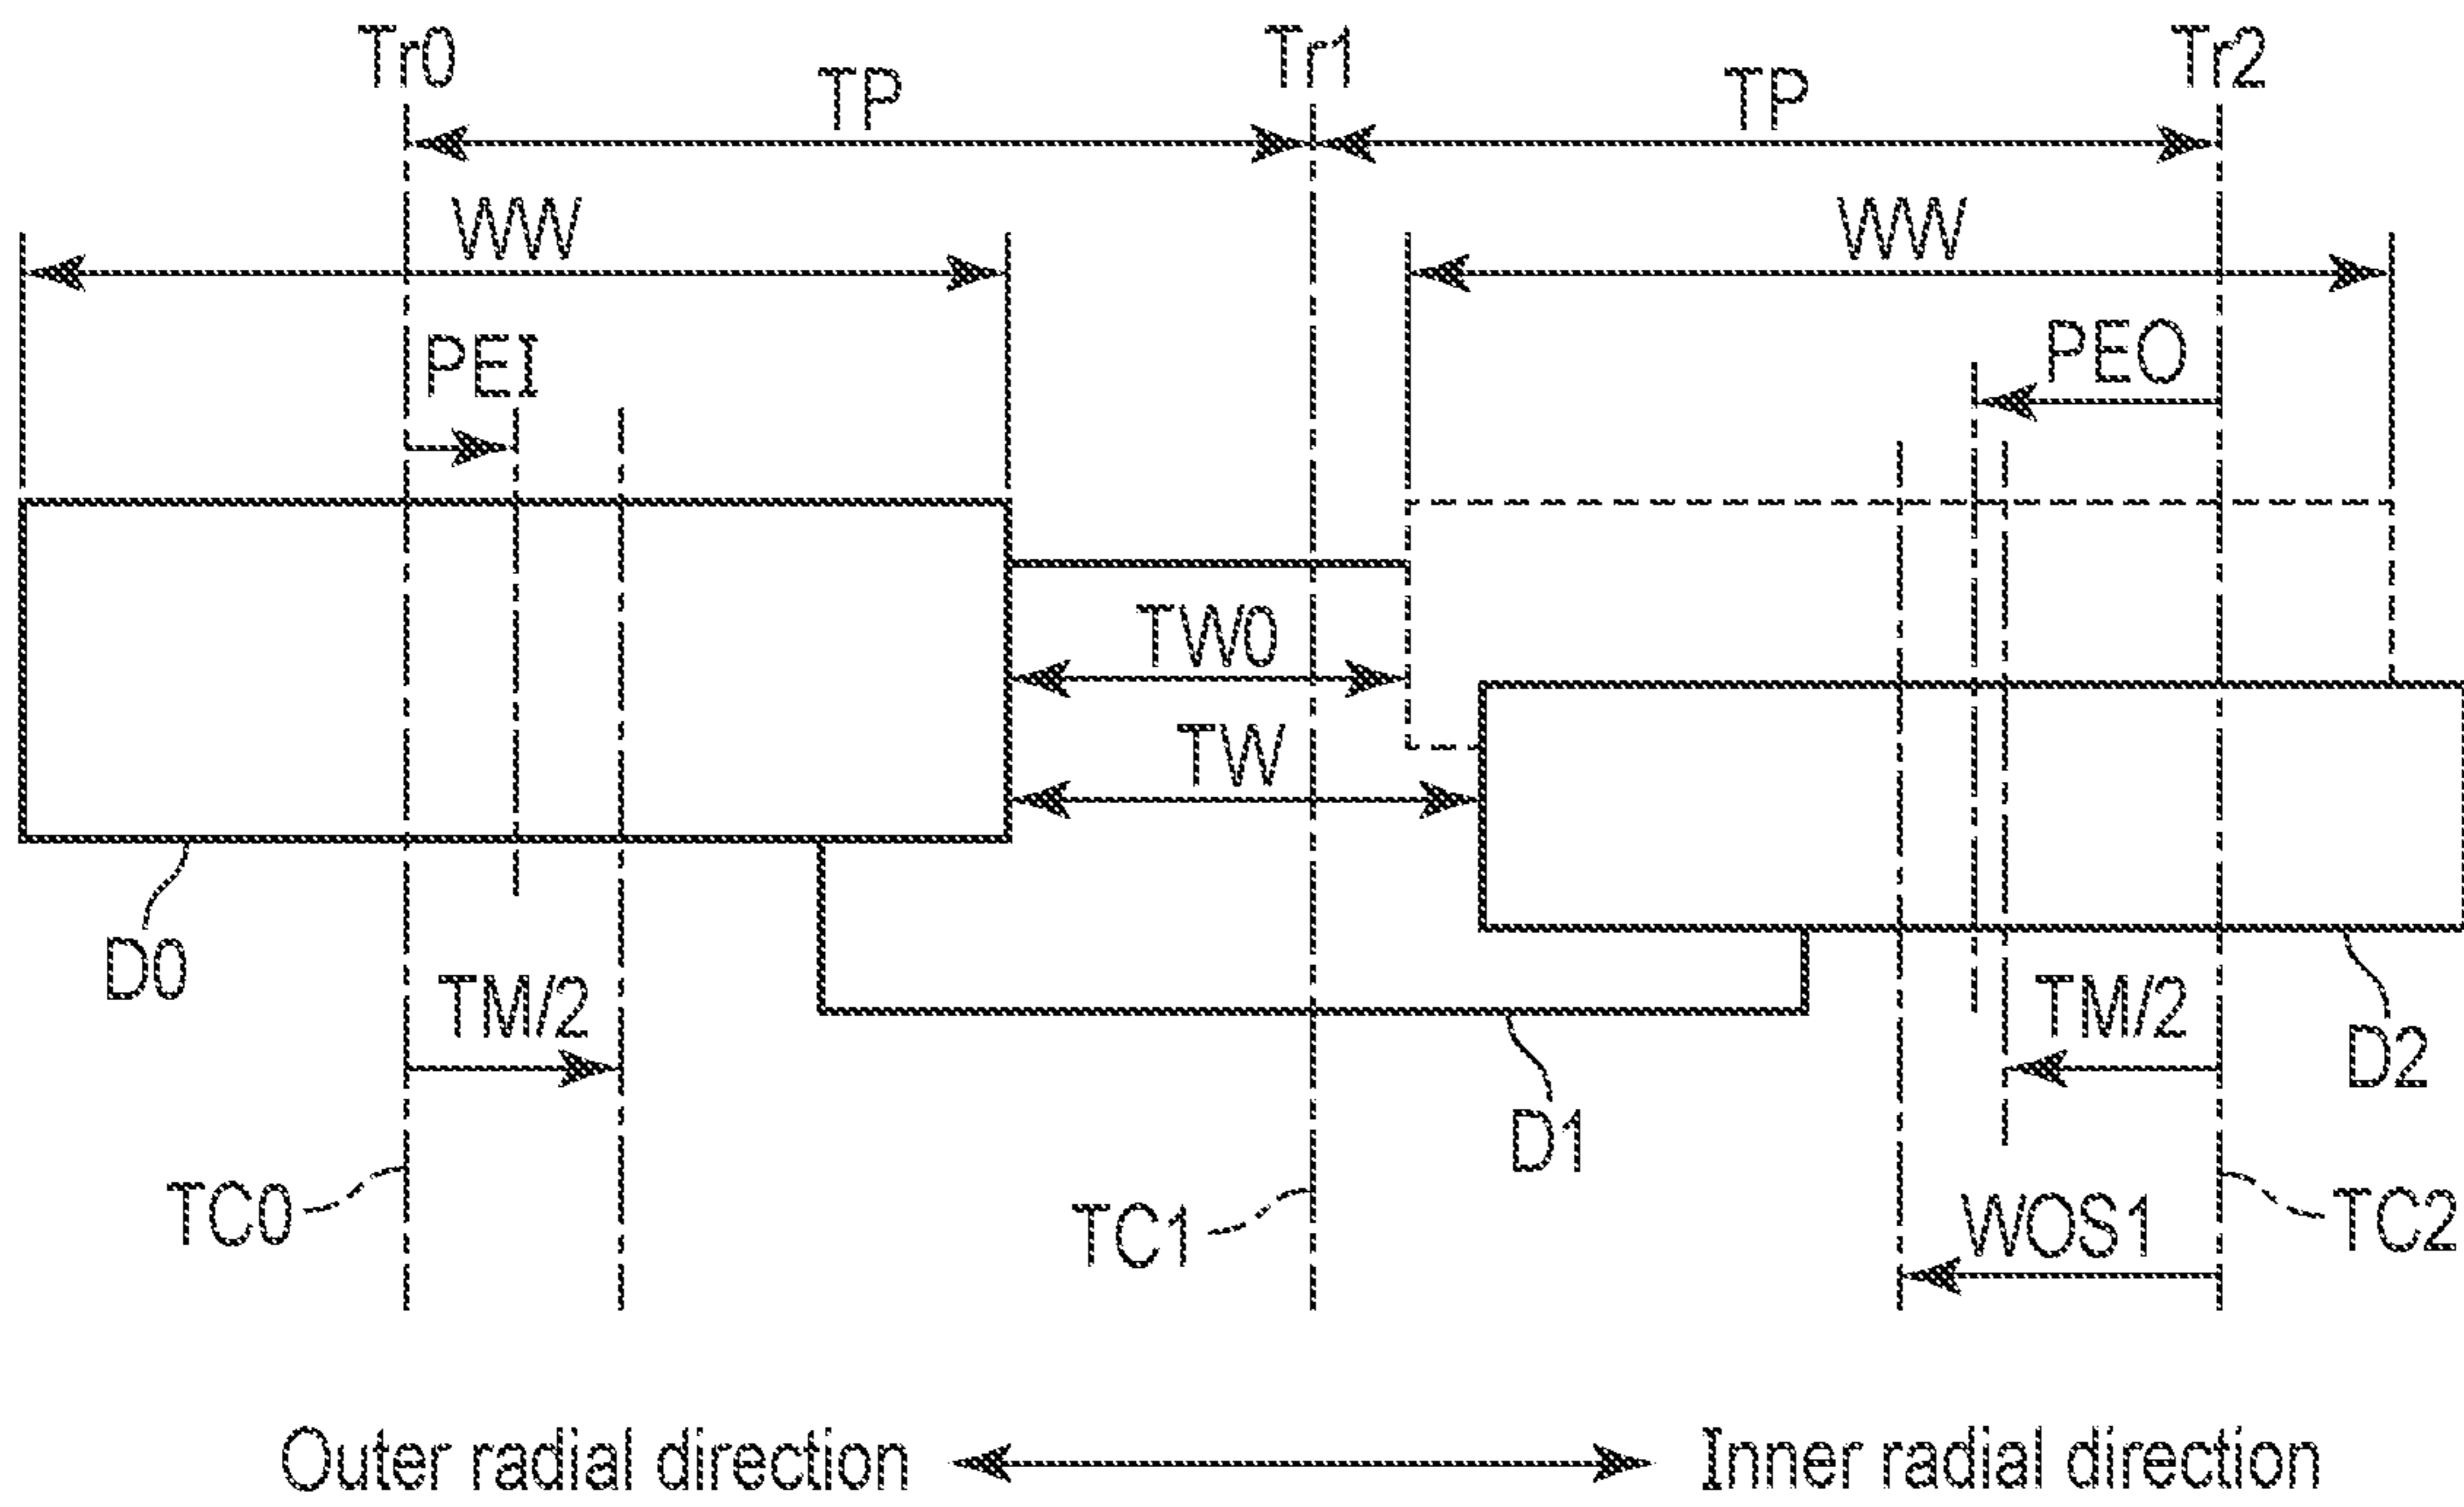 Tr0
Tr1
Tr2
TP
TP
WW
WW
PEI
PEO
TW0
TW
D0
TM/2
TM/2
D1
D2
TC0
TC1
WOS1
TC2
Outer radial direction
Inner radial direction